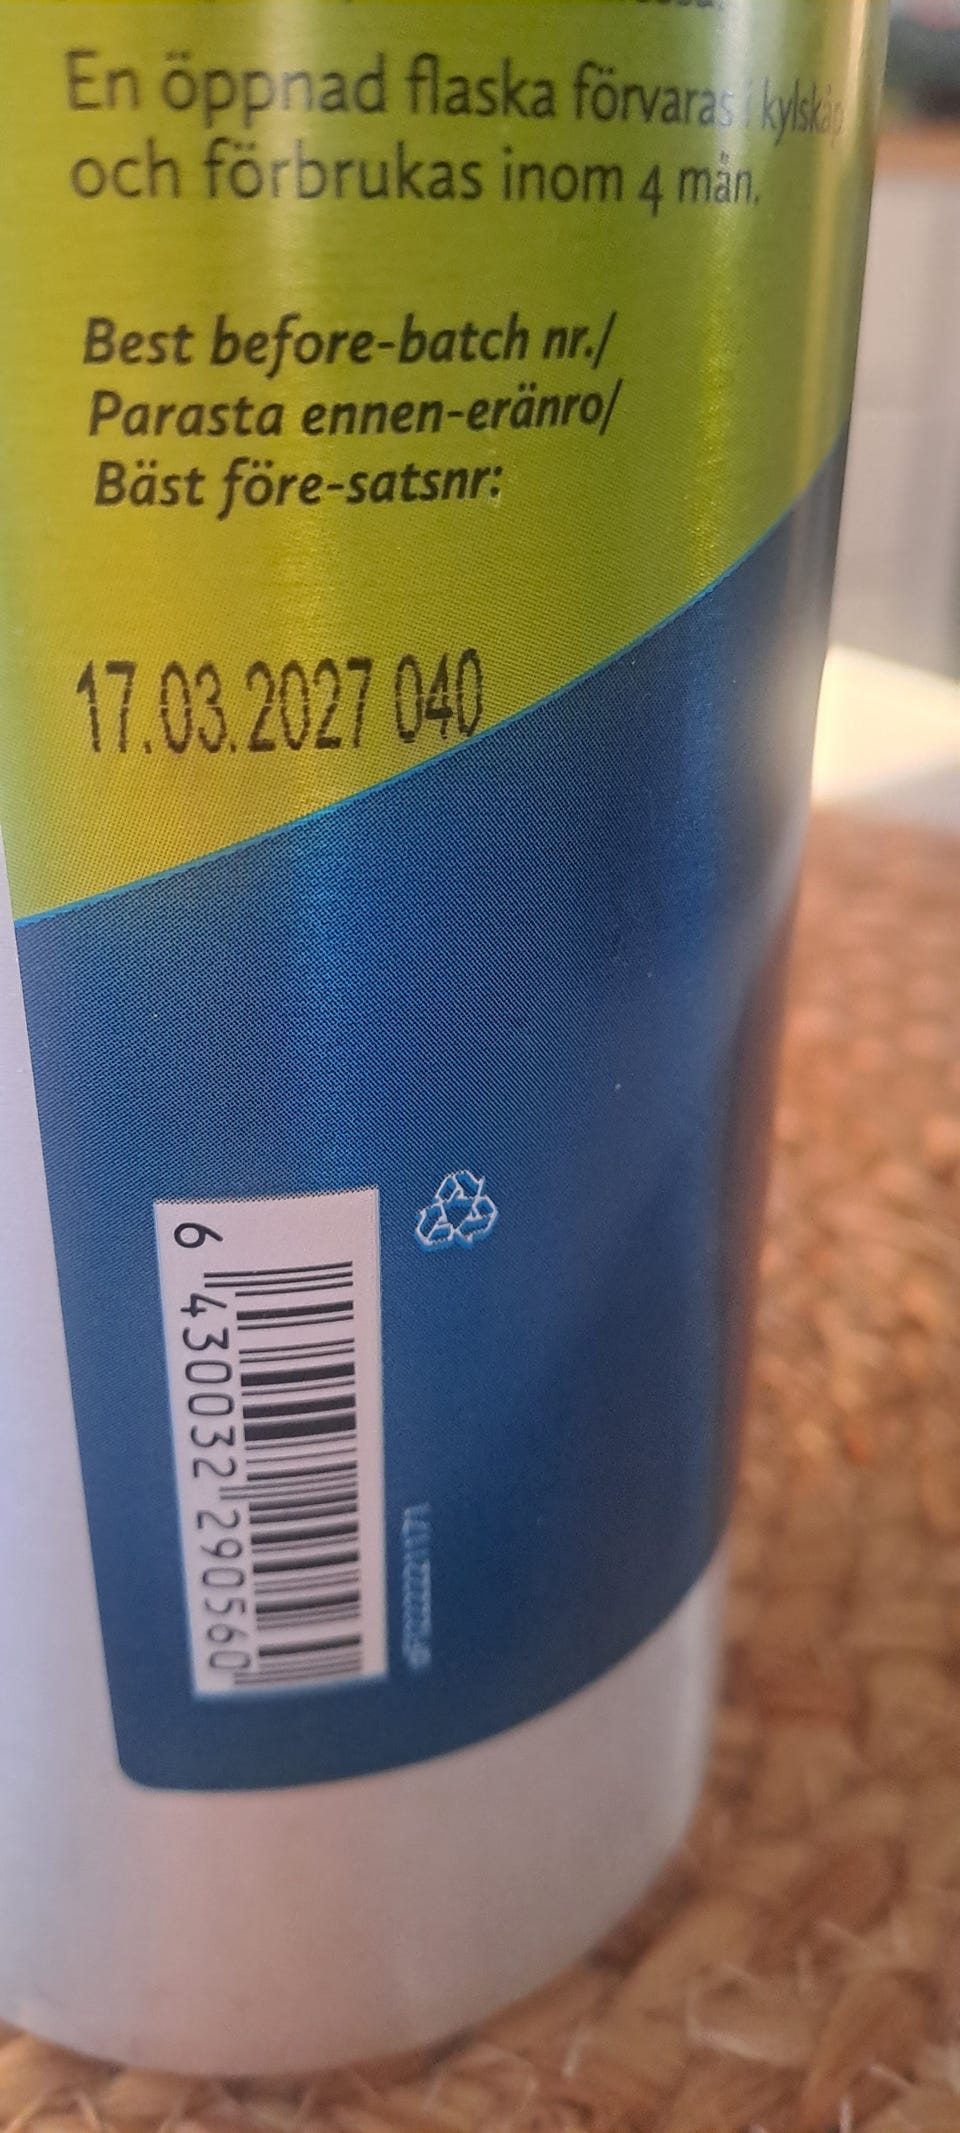 En öppnad flaska förvaras i kylskåp
och förbrukas inom 4 mån.
Best before-batch nr./
Parasta ennen-eränro/
Bäst före-satsnr:
17.03.2027 040
6 430032 290560